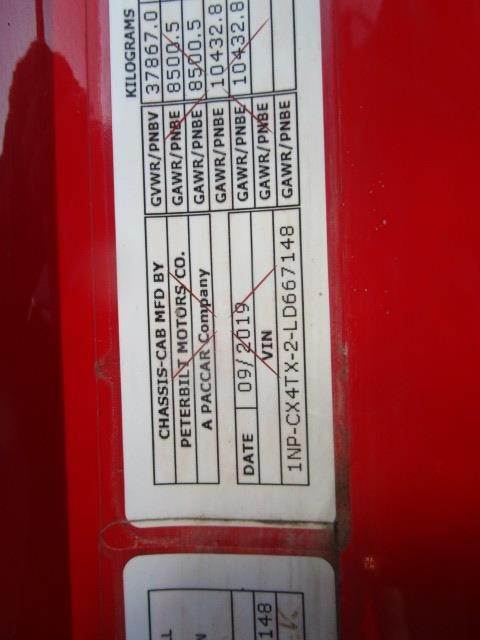 KILOGRAMS
GVWR/PNBV 37867.0
GAWR/PNBE 8500.5
GAWR/PNBE 8500.5
GAWR/PNBE 10432.8
GAWR/PNBE 10432.8
GAWR/PNBE
GAWR/PNBE
CHASSIS-CAB MFD BY
PETERBILT MOTORS CO.
A PACCAR Company
DATE 09/2019
VIN
1NP-CX4TX-2-LD667148
148